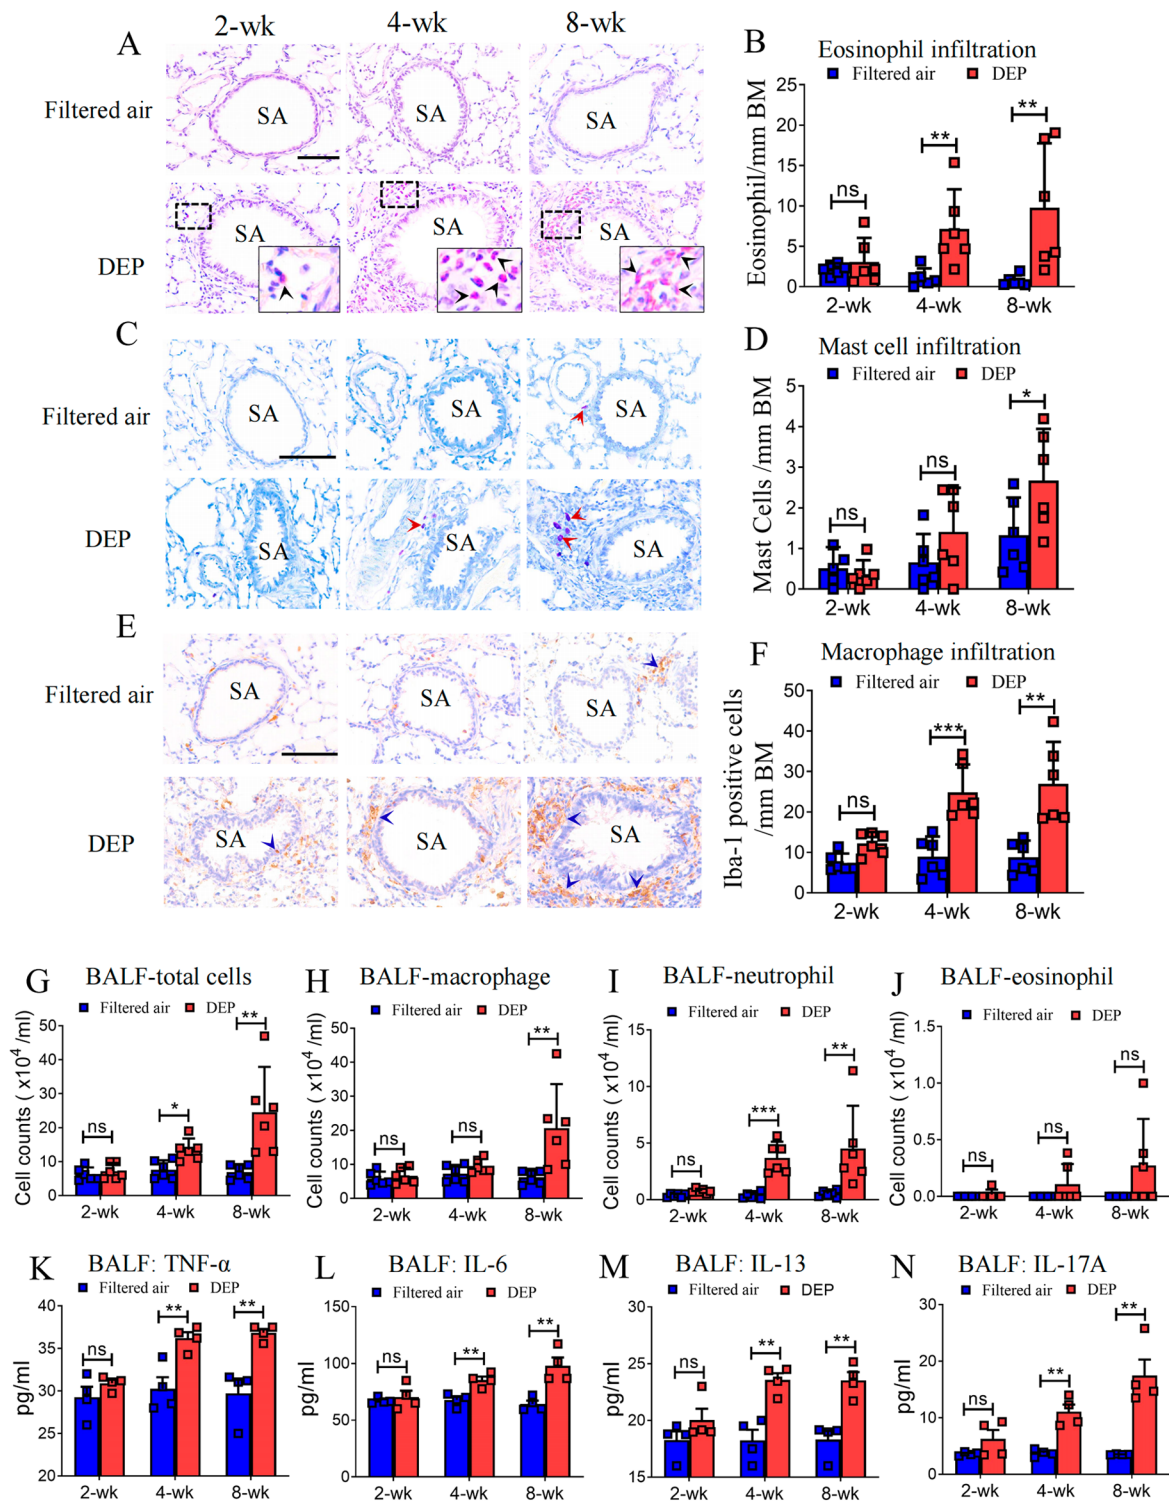 2-wk 4-wk 8-wk
A
Filtered air
SA SA SA
DEP
SA SA SA
B
Eosinophil infiltration
Filtered air DEP
Eosinophil/mm BM
25
20
15
10
5
0
ns ** **
2-wk 4-wk 8-wk
C
Filtered air
SA SA SA
DEP
SA SA SA
D
Mast cell infiltration
Filtered air DEP
Mast Cells /mm BM
5
4
3
2
1
0
ns ns *
2-wk 4-wk 8-wk
E
Filtered air
SA SA SA
DEP
SA SA SA
F
Macrophage infiltration
Filtered air DEP
Iba-1 positive cells
/mm BM
50
40
30
20
10
0
ns *** **
2-wk 4-wk 8-wk
G BALF-total cells
Filtered air DEP
Cell counts ( x10⁴ /ml)
50
40
30
20
10
0
ns * **
2-wk 4-wk 8-wk
H BALF-macrophage
Filtered air DEP
Cell counts ( x10⁴ /ml)
50
40
30
20
10
0
ns ns **
2-wk 4-wk 8-wk
I BALF-neutrophil
Filtered air DEP
Cell counts ( x10⁴ /ml)
15
10
5
0
ns *** **
2-wk 4-wk 8-wk
J BALF-eosinophil
Filtered air DEP
Cell counts ( x10⁴ /ml)
1.5
1.0
0.5
0.0
ns ns ns
2-wk 4-wk 8-wk
K BALF: TNF-α
Filtered air DEP
pg/ml
40
35
30
25
20
ns ** **
2-wk 4-wk 8-wk
L BALF: IL-6
Filtered air DEP
pg/ml
150
100
50
0
ns ** **
2-wk 4-wk 8-wk
M BALF: IL-13
Filtered air DEP
pg/ml
30
25
20
15
ns ** **
2-wk 4-wk 8-wk
N BALF: IL-17A
Filtered air DEP
pg/ml
30
20
10
0
ns ** **
2-wk 4-wk 8-wk